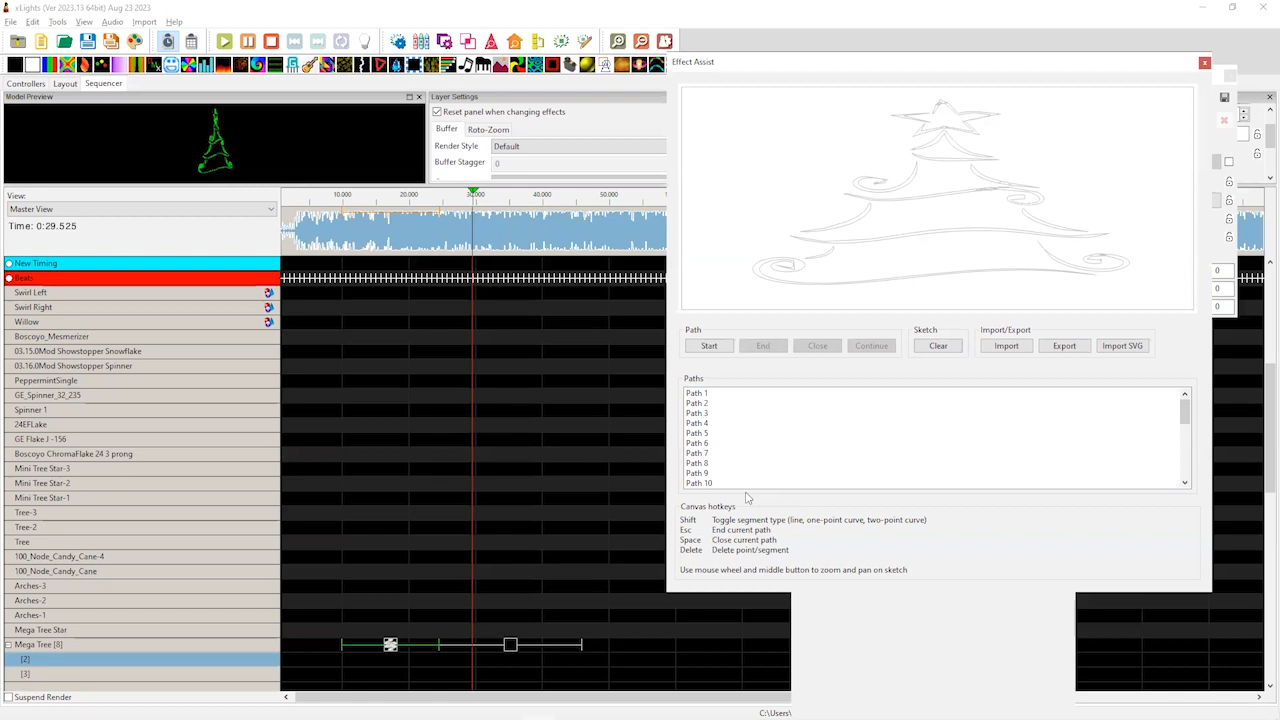 xLights (Ver 2023.13 64bit) Aug 23 2023
File Edit Tools View Audio Import Help
Effect Assist
Controllers Layout Sequencer
Model Preview
Layer Settings
Reset panel when changing effects
Buffer Roto-Zoom
Render Style Default
Buffer Stagger 0
View:
Master View
Time: 0:29.525
10.000 20.000 30.000 40.000 50.000
New Timing
Beats
Swirl Left
Swirl Right
Willow
Boscoyo_Mesmerizer
03.15.0Mod Showstopper Snowflake
03.16.0Mod Showstopper Spinner
PeppermintSingle
GE_Spinner_32_235
Spinner 1
24EFLake
GE Flake J -156
Boscoyo ChromaFlake 24 3 prong
Mini Tree Star-3
Mini Tree Star-2
Mini Tree Star-1
Tree-3
Tree-2
Tree
100_Node_Candy_Cane-4
100_Node_Candy_Cane
Arches-3
Arches-2
Arches-1
Mega Tree Star
Mega Tree [8]
[2]
[3]
Suspend Render
0
0
0
Path Sketch Import/Export
Start End Close Continue Clear Import Export Import SVG
Paths
Path 1
Path 2
Path 3
Path 4
Path 5
Path 6
Path 7
Path 8
Path 9
Path 10
Canvas hotkeys
Shift Toggle segment type (line, one-point curve, two-point curve)
Esc End current path
Space Close current path
Delete Delete point/segment
Use mouse wheel and middle button to zoom and pan on sketch
C:\Users\